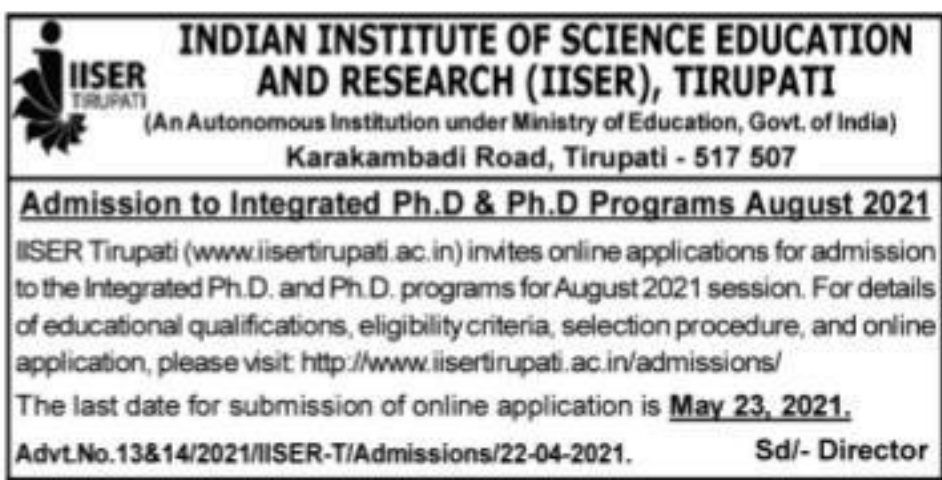 INDIAN INSTITUTE OF SCIENCE EDUCATION
AND RESEARCH (IISER), TIRUPATI
IISER
TIRUPATI
(An Autonomous Institution under Ministry of Education, Govt. of India)
Karakambadi Road, Tirupati - 517 507
Admission to Integrated Ph.D & Ph.D Programs August 2021
IISER Tirupati (www.iisertirupati.ac.in) invites online applications for admission
to the Integrated Ph.D. and Ph.D. programs for August 2021 session. For details
of educational qualifications, eligibility criteria, selection procedure, and online
application, please visit: http://www.iisertirupati.ac.in/admissions/
The last date for submission of online application is May 23, 2021.
Advt.No.13&14/2021/IISER-T/Admissions/22-04-2021.
Sd/- Director